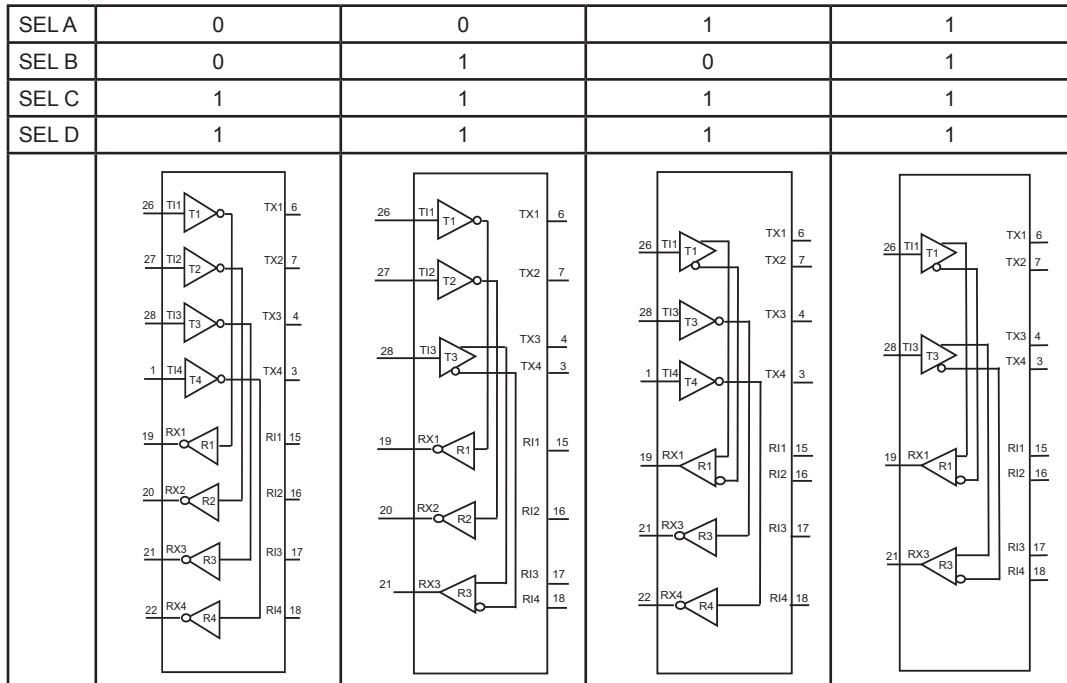 SEL A 0 0 1 1
SEL B 0 1 0 1
SEL C 1 1 1 1
SEL D 1 1 1 1
26 TI1 T1 TX1 6
27 TI2 T2 TX2 7
28 TI3 T3 TX3 4
1 TI4 T4 TX4 3
19 RX1 R1 RI1 15
20 RX2 R2 RI2 16
21 RX3 R3 RI3 17
22 RX4 R4 RI4 18
26 TI1 T1 TX1 6
27 TI2 T2 TX2 7
28 TI3 T3 TX3 4
TX4 3
19 RX1 R1 RI1 15
20 RX2 R2 RI2 16
21 RX3 R3 RI3 17
RI4 18
26 TI1 T1 TX1 6
TX2 7
28 TI3 T3 TX3 4
1 TI4 T4 TX4 3
19 RX1 R1 RI1 15
RI2 16
21 RX3 R3 RI3 17
22 RX4 R4 RI4 18
26 TI1 T1 TX1 6
TX2 7
28 TI3 T3 TX3 4
TX4 3
19 RX1 R1 RI1 15
RI2 16
21 RX3 R3 RI3 17
RI4 18